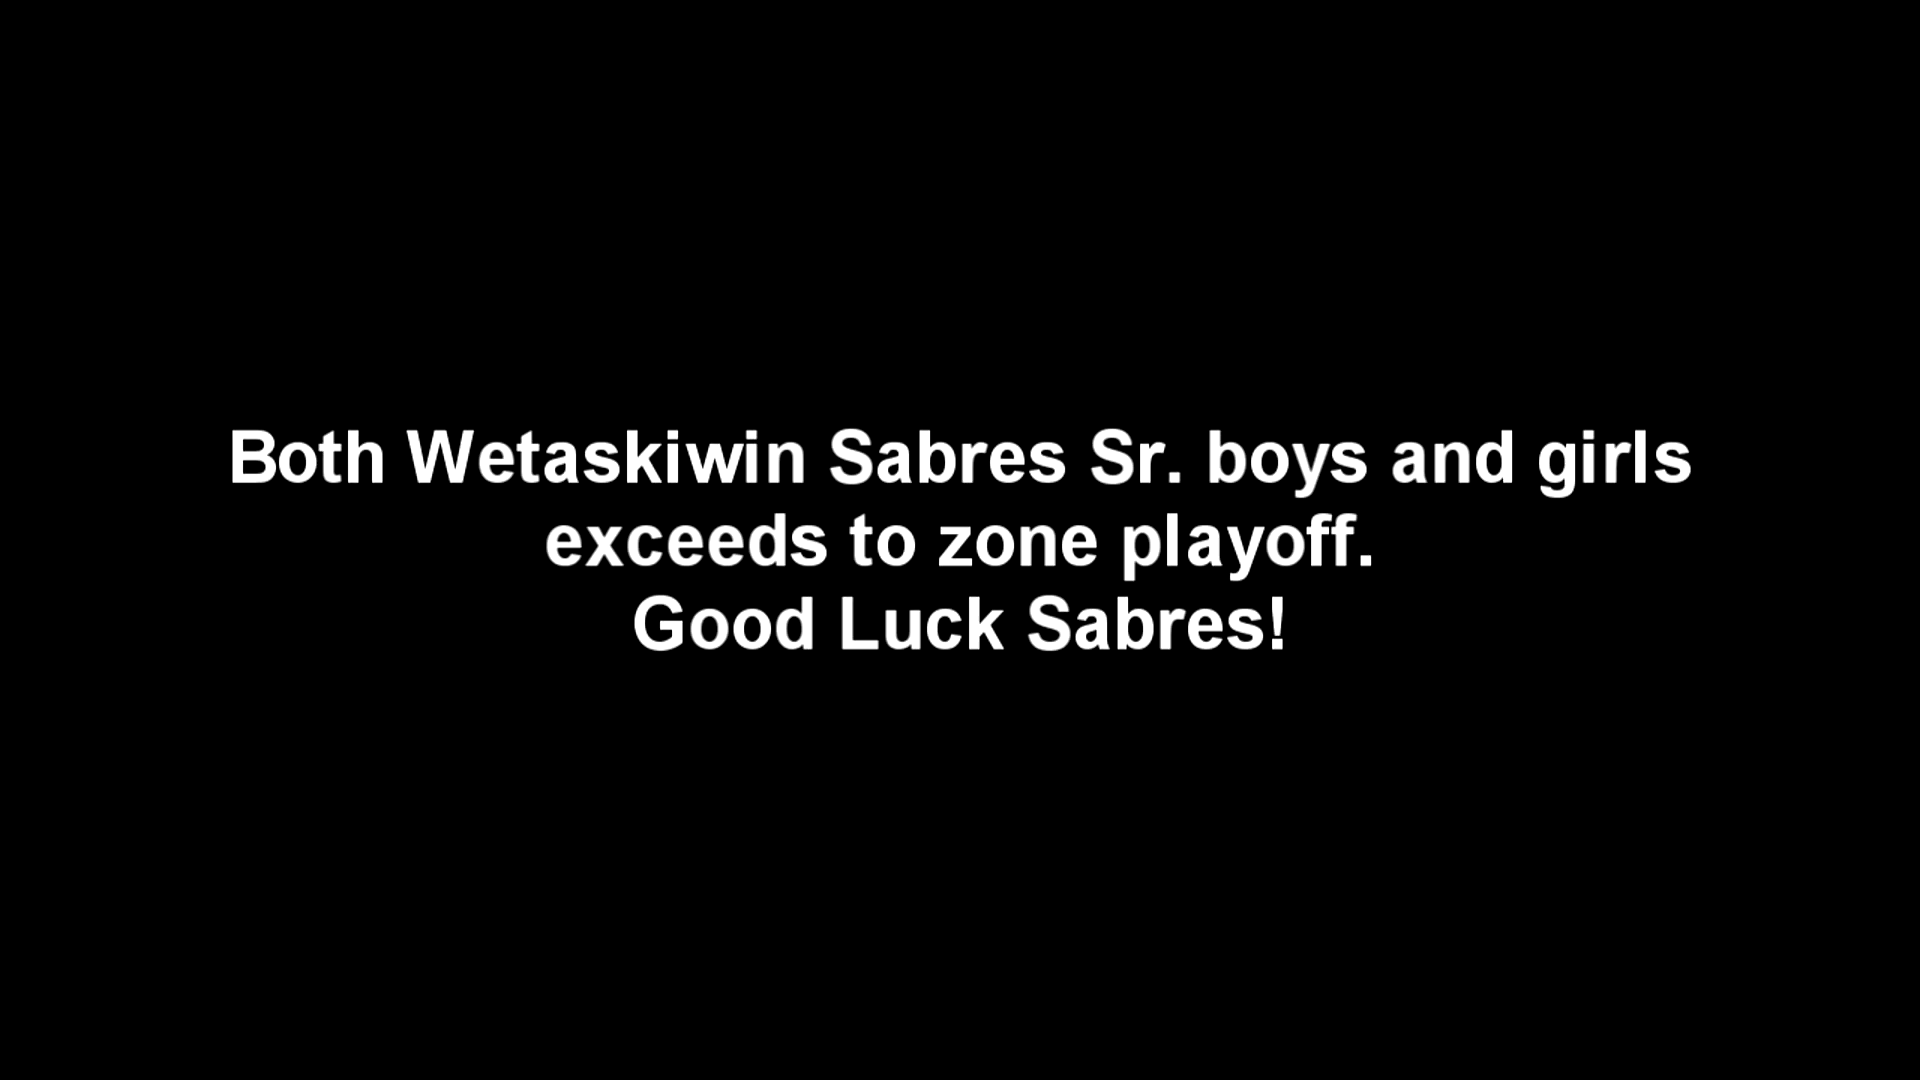 Both Wetaskiwin Sabres Sr. boys and girls
exceeds to zone playoff.
Good Luck Sabres!